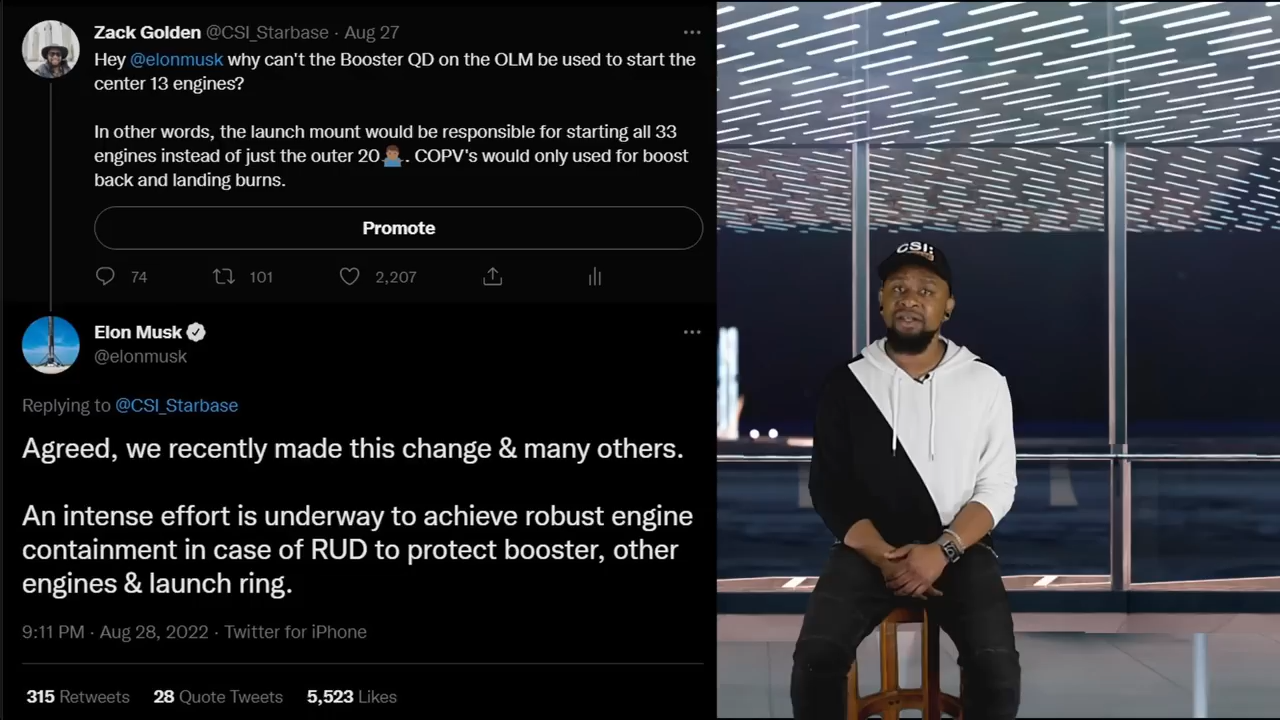 Zack Golden @CSI_Starbase · Aug 27
Hey @elonmusk why can't the Booster QD on the OLM be used to start the
center 13 engines?
In other words, the launch mount would be responsible for starting all 33
engines instead of just the outer 20🤷🏽‍♂️. COPV's would only used for boost
back and landing burns.
Promote
74 101 2,207
Elon Musk
@elonmusk
Replying to @CSI_Starbase
Agreed, we recently made this change & many others.
An intense effort is underway to achieve robust engine
containment in case of RUD to protect booster, other
engines & launch ring.
9:11 PM · Aug 28, 2022 · Twitter for iPhone
315 Retweets 28 Quote Tweets 5,523 Likes
CSI: